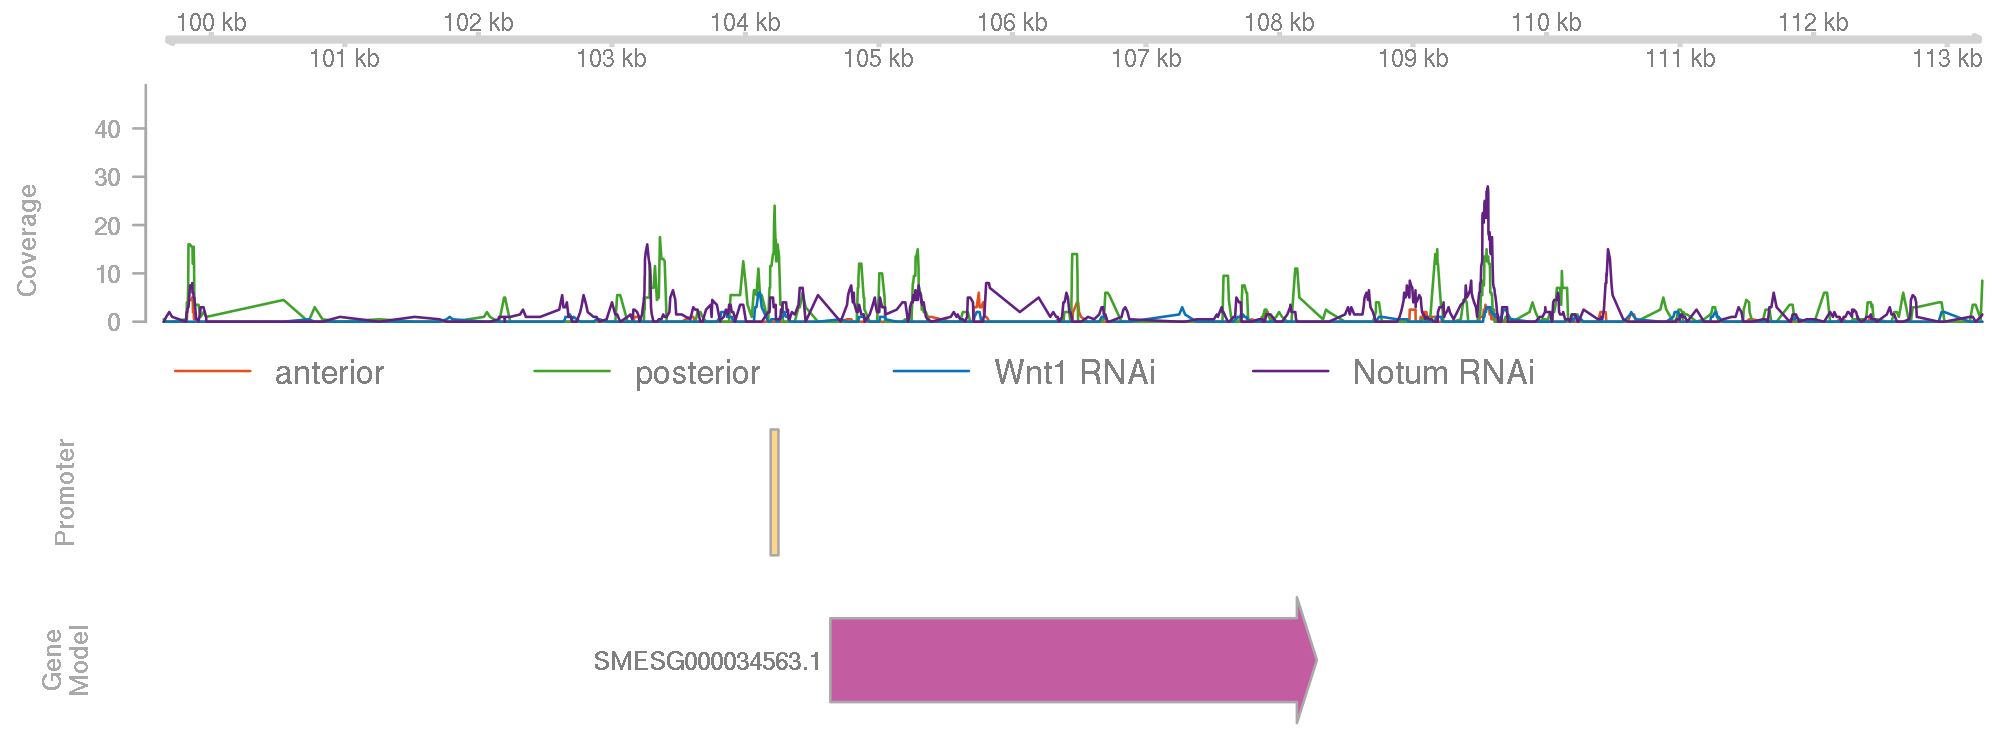 100 kb 102 kb 104 kb 106 kb 108 kb 110 kb 112 kb
101 kb 103 kb 105 kb 107 kb 109 kb 111 kb 113 kb
Coverage
40
30
20
10
0
anterior posterior Wnt1 RNAi Notum RNAi
Promoter
Gene
Model
SMESG000034563.1